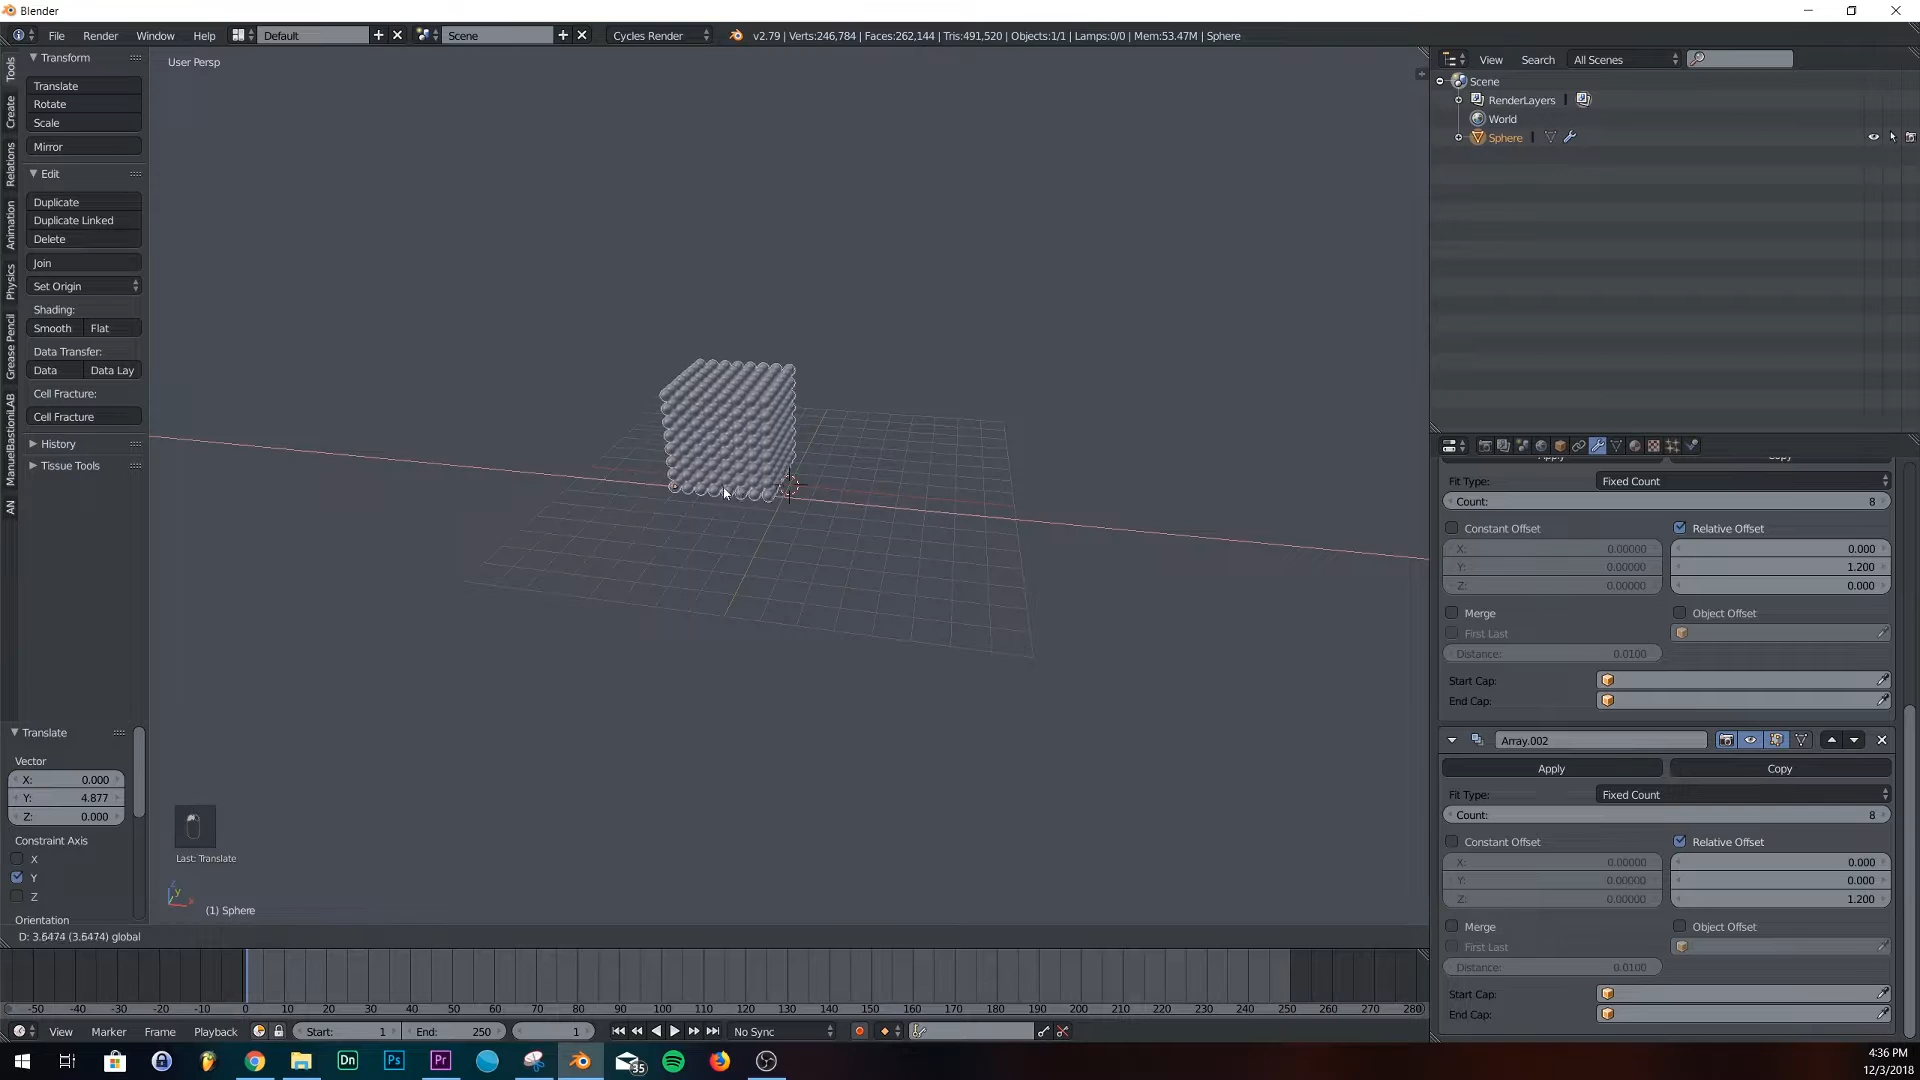 Blender
File Render Window Help Default Scene Cycles Render v2.79 | Verts:246,784 | Faces:262,144 | Tris:491,520 | Objects:1/1 | Lamps:0/0 | Mem:53.47M | Sphere
Tools
Create
Relations
Animation
Physics
Grease Pencil
ManuelBastioniLAB
AN
Transform
Translate
Rotate
Scale
Mirror
Edit
Duplicate
Duplicate Linked
Delete
Join
Set Origin
Shading:
Smooth Flat
Data Transfer:
Data Data Lay
Cell Fracture:
Cell Fracture
History
Tissue Tools
Translate
Vector
X: 0.000
Y: 4.877
Z: 0.000
Constraint Axis
X
Y
Z
Orientation
User Persp
Last: Translate
(1) Sphere
D: 3.6474 (3.6474) global
View Search All Scenes
Scene
RenderLayers
World
Sphere
Apply Copy
Fit Type: Fixed Count
Count: 8
Constant Offset Relative Offset
X: 0.00000 0.000
Y: 0.00000 1.200
Z: 0.00000 0.000
Merge Object Offset
First Last
Distance: 0.0100
Start Cap:
End Cap:
Array.002
Apply Copy
Fit Type: Fixed Count
Count: 8
Constant Offset Relative Offset
X: 0.00000 0.000
Y: 0.00000 0.000
Z: 0.00000 1.200
Merge Object Offset
First Last
Distance: 0.0100
Start Cap:
End Cap:
-50 -40 -30 -20 -10 0 10 20 30 40 50 60 70 80 90 100 110 120 130 140 150 160 170 180 190 200 210 220 230 240 250 260 270 280
View Marker Frame Playback Start: 1 End: 250 1 No Sync
Dn Ps Pr 35
4:36 PM
12/3/2018